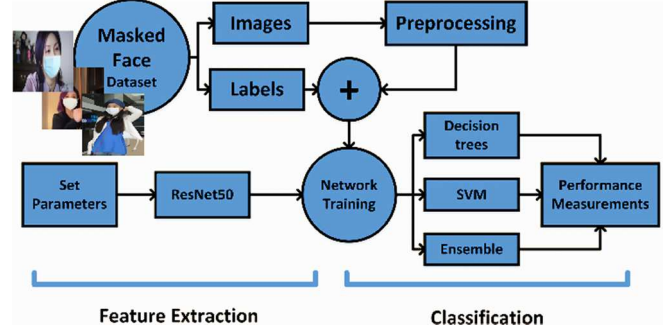 Masked
Face
Dataset
Images
Preprocessing
Labels
+
Decision
trees
Set
Parameters
ResNet50
Network
Training
SVM
Performance
Measurements
Ensemble
Feature Extraction
Classification